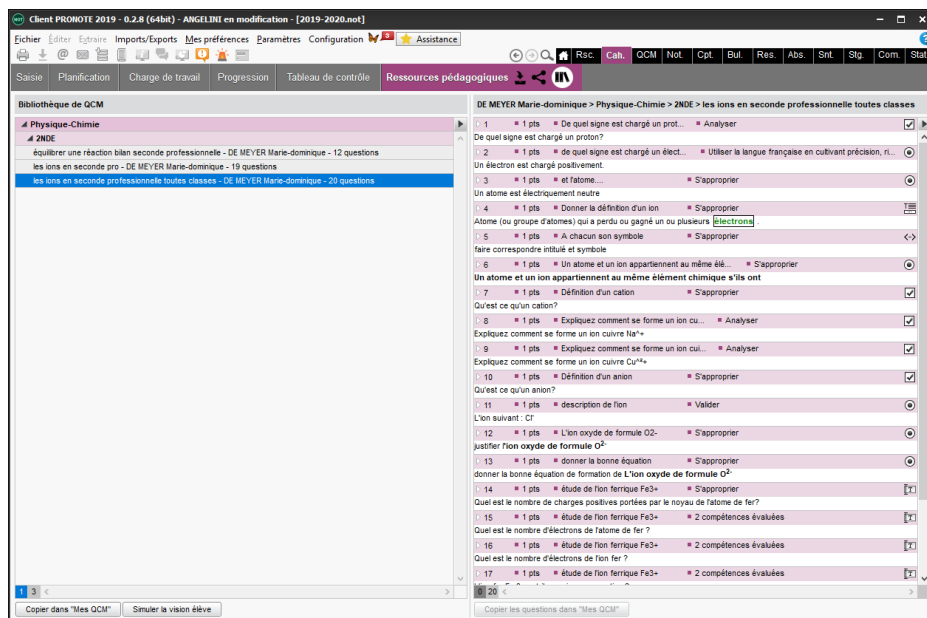 Client PRONOTE 2019 - 0.2.8 (64bit) - ANGELINI en modification - [2019-2020.not]
Fichier Éditer Extraire Imports/Exports Mes préférences Paramètres Configuration 3 Assistance
Rsc. Cah. QCM Not. Cpt. Bul. Res. Abs. Snt. Stg. Com. Stat
Saisie Planification Charge de travail Progression Tableau de contrôle Ressources pédagogiques
Bibliothèque de QCM
Physique-Chimie
2NDE
équilibrer une réaction bilan seconde professionnelle - DE MEYER Marie-dominique - 12 questions
les ions en seconde pro - DE MEYER Marie-dominique - 19 questions
les ions en seconde professionnelle toutes classes - DE MEYER Marie-dominique - 20 questions
1 3
Copier dans "Mes QCM" Simuler la vision élève
DE MEYER Marie-dominique > Physique-Chimie > 2NDE > les ions en seconde professionnelle toutes classes
1 1 pts De quel signe est chargé un prot... Analyser
De quel signe est chargé un proton?
2 1 pts de quel signe est chargé un élect... Utiliser la langue française en cultivant précision, ri...
Un électron est chargé positivement.
3 1 pts et l'atome.... S'approprier
Un atome est électriquement neutre
4 1 pts Donner la définition d'un ion S'approprier
Atome (ou groupe d'atomes) qui a perdu ou gagné un ou plusieurs électrons .
5 1 pts A chacun son symbole S'approprier
faire correspondre intitulé et symbole
6 1 pts Un atome et un ion appartiennent au même élé... S'approprier
Un atome et un ion appartiennent au même élément chimique s'ils ont
7 1 pts Définition d'un cation S'approprier
Qu'est ce qu'un cation?
8 1 pts Expliquez comment se forme un ion cu... Analyser
Expliquez comment se forme un ion cuivre Na^+
9 1 pts Expliquez comment se forme un ion cui... Analyser
Expliquez comment se forme un ion cuivre Cu^²+
10 1 pts Définition d'un anion S'approprier
Qu'est ce qu'un anion?
11 1 pts description de l'ion Valider
L'ion suivant : Cl⁻
12 1 pts L'ion oxyde de formule O2- S'approprier
justifier l'ion oxyde de formule O²⁻
13 1 pts donner la bonne équation S'approprier
donner la bonne équation de formation de L'ion oxyde de formule O²⁻
14 1 pts étude de l'ion ferrique Fe3+ S'approprier
Quel est le nombre de charges positives portées par le noyau de l'atome de fer?
15 1 pts étude de l'ion ferrique Fe3+ 2 compétences évaluées
Quel est le nombre d'électrons de l'atome de fer ?
16 1 pts étude de l'ion ferrique Fe3+ 2 compétences évaluées
Quel est le nombre d'électrons de l'ion fer ?
17 1 pts étude de l'ion ferrique Fe3+ 2 compétences évaluées
0 20
Copier les questions dans "Mes QCM"